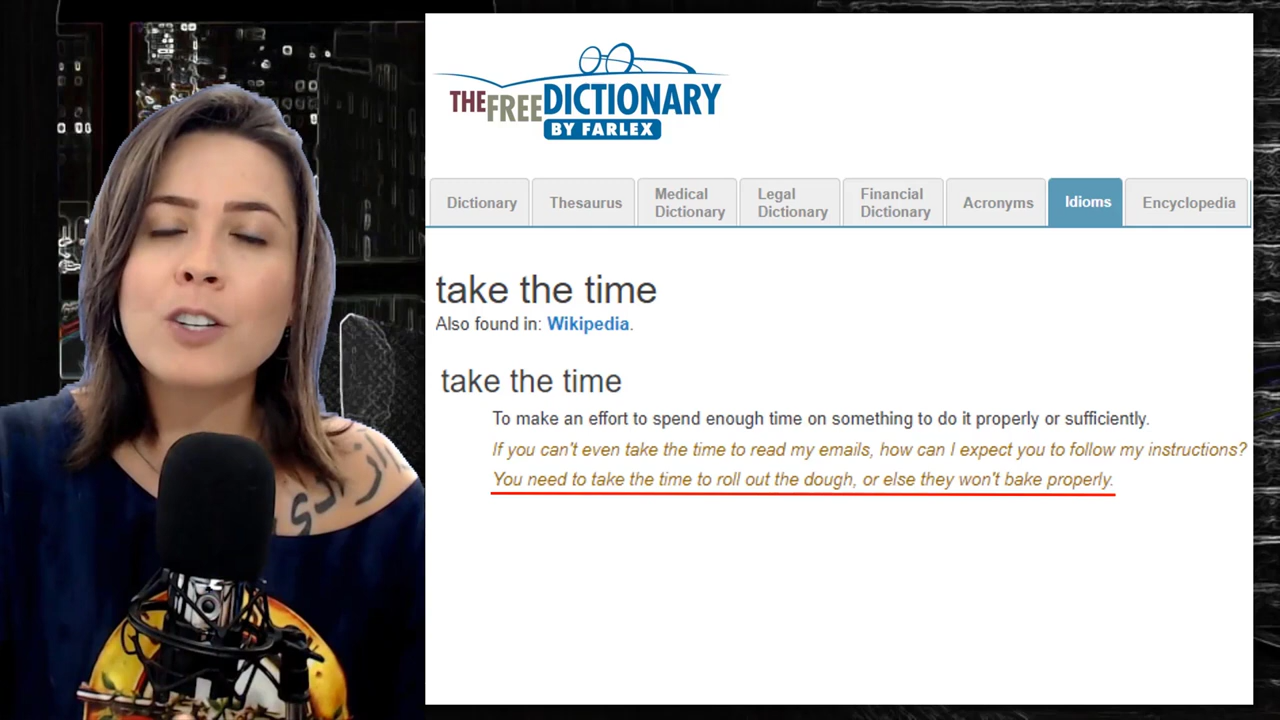 THE FREE DICTIONARY
BY FARLEX
Dictionary
Thesaurus
Medical Dictionary
Legal Dictionary
Financial Dictionary
Acronyms
Idioms
Encyclopedia
take the time
Also found in: Wikipedia.
take the time
To make an effort to spend enough time on something to do it properly or sufficiently.
If you can't even take the time to read my emails, how can I expect you to follow my instructions?
You need to take the time to roll out the dough, or else they won't bake properly.